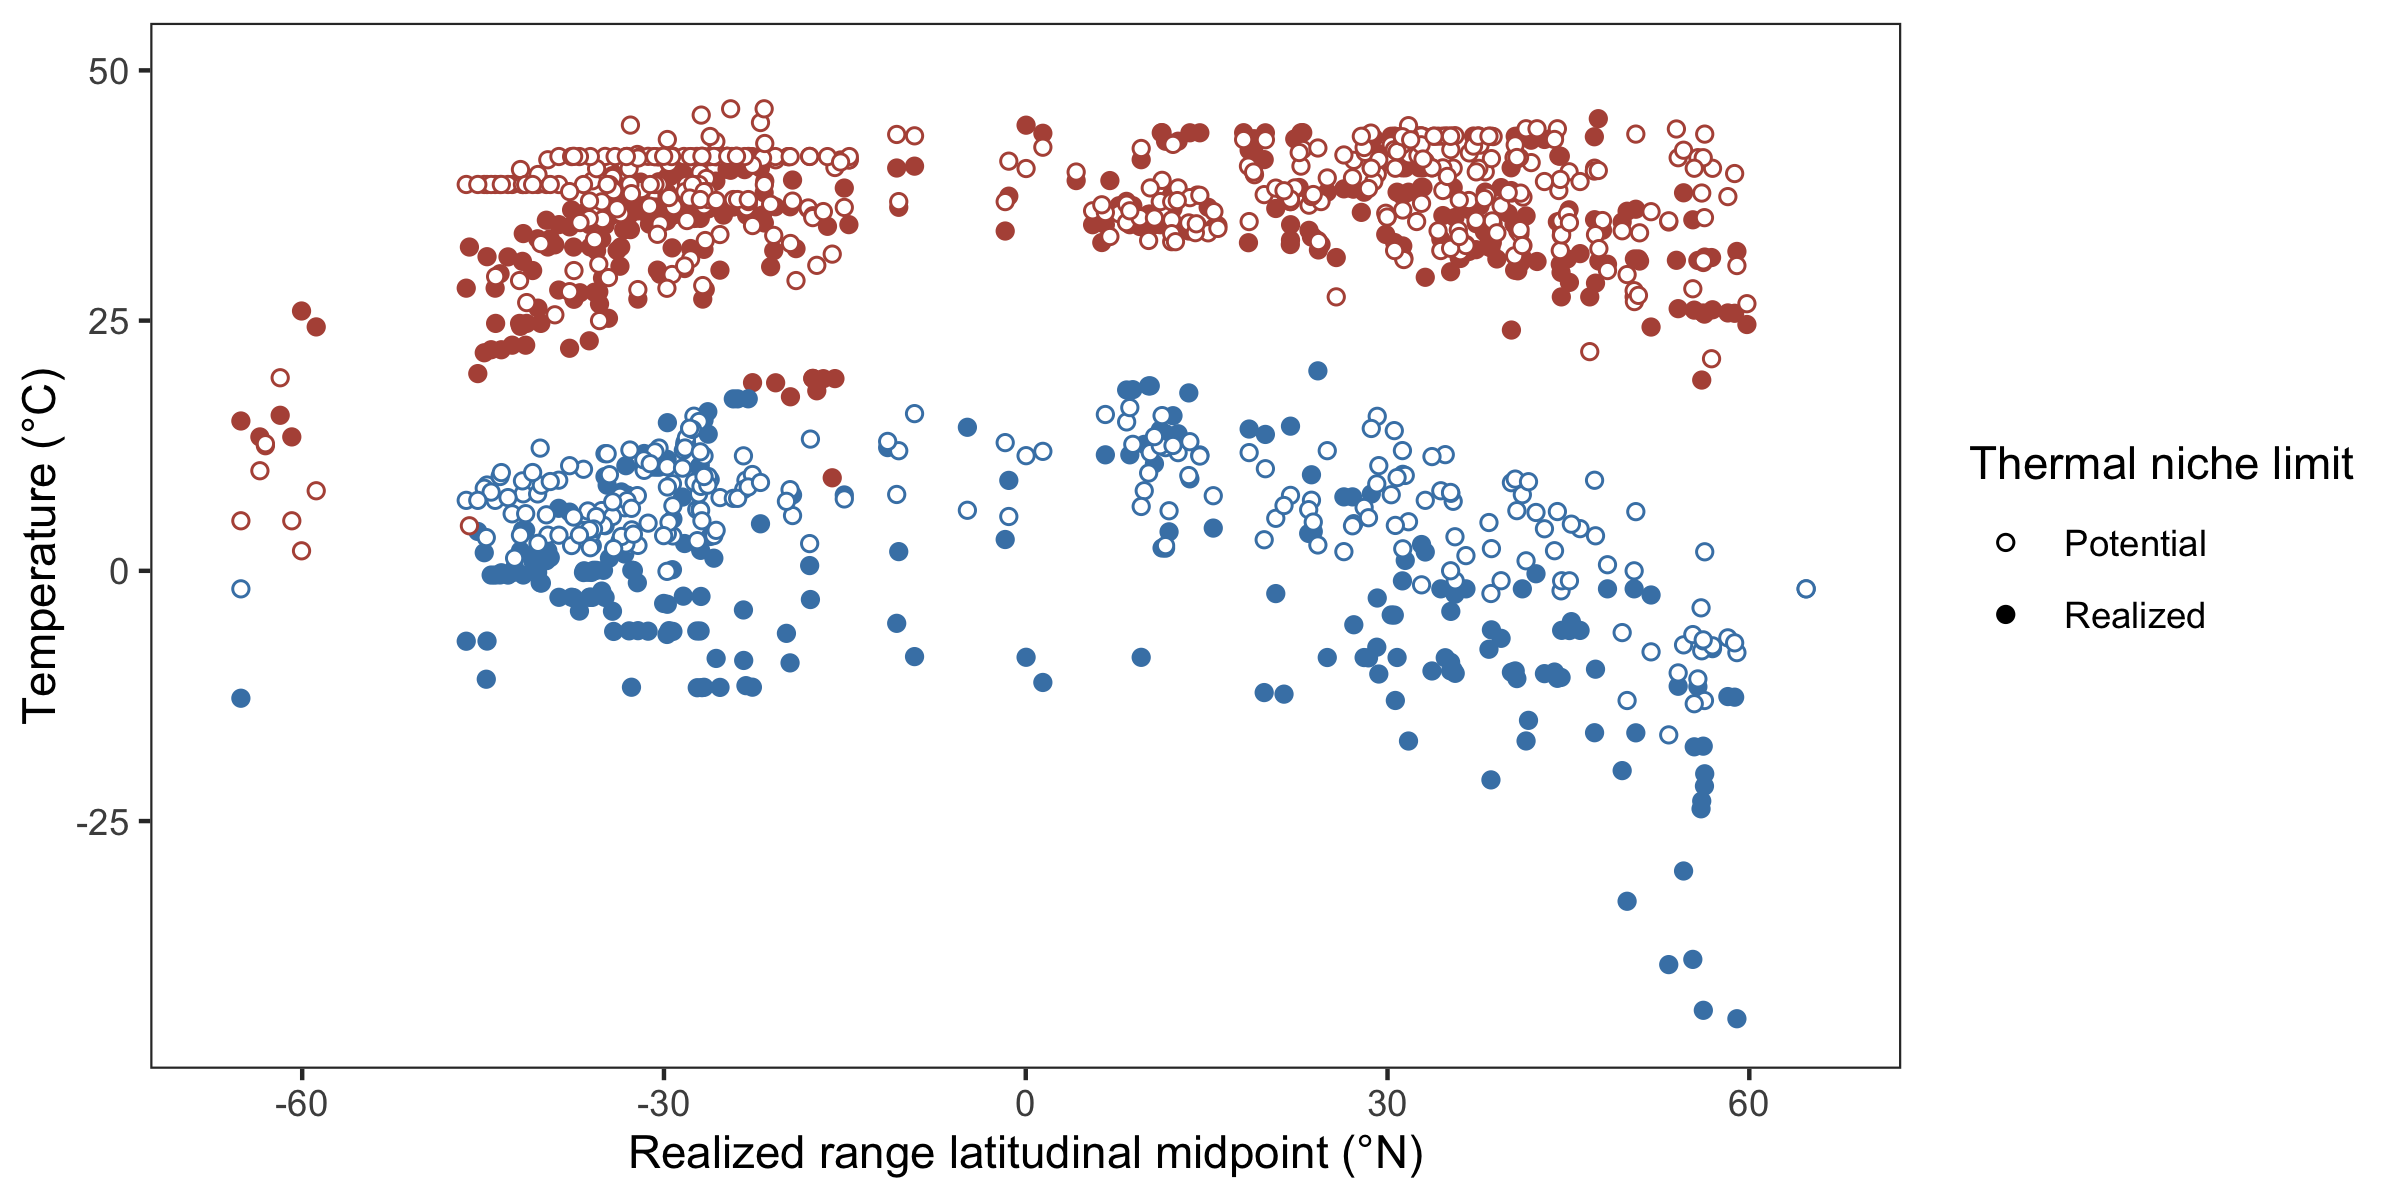 50
25
0
-25
Temperature (°C)
-60
-30
0
30
60
Realized range latitudinal midpoint (°N)
Thermal niche limit
Potential
Realized